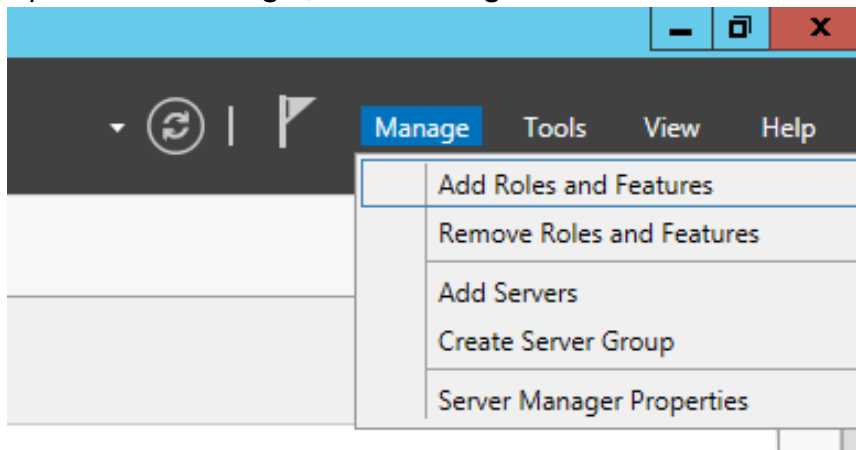 Manage Tools View Help
Add Roles and Features
Remove Roles and Features
Add Servers
Create Server Group
Server Manager Properties